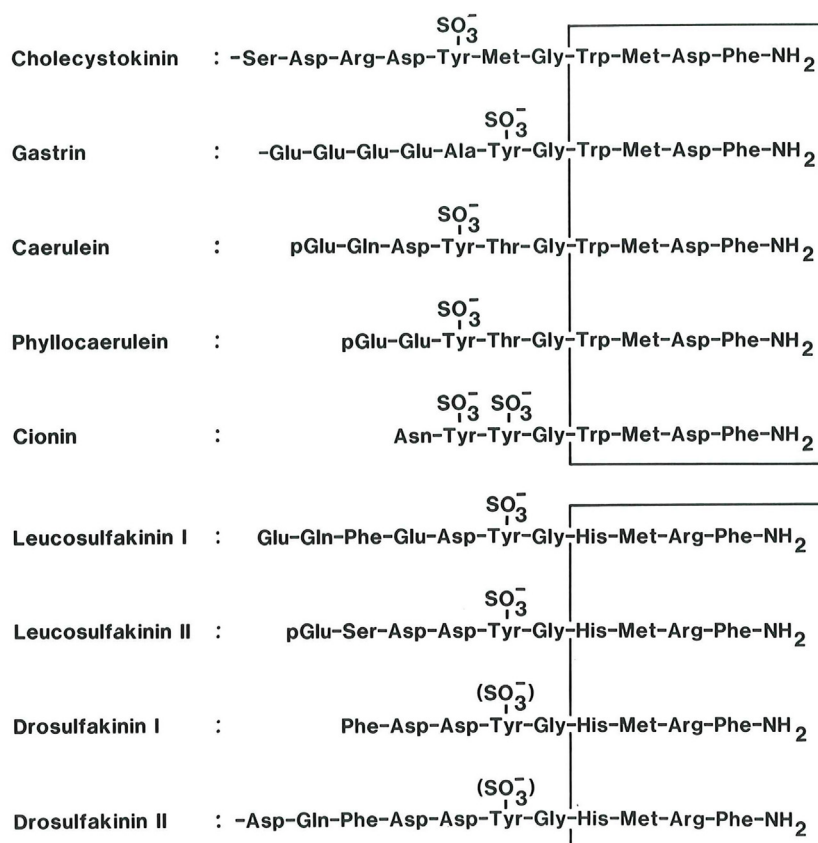 SO3−
Cholecystokinin : -Ser-Asp-Arg-Asp-Tyr-Met-Gly-Trp-Met-Asp-Phe-NH2
SO3−
Gastrin : -Glu-Glu-Glu-Glu-Ala-Tyr-Gly-Trp-Met-Asp-Phe-NH2
SO3−
Caerulein : pGlu-Gln-Asp-Tyr-Thr-Gly-Trp-Met-Asp-Phe-NH2
SO3−
Phyllocaerulein : pGlu-Glu-Tyr-Thr-Gly-Trp-Met-Asp-Phe-NH2
SO3− SO3−
Cionin : Asn-Tyr-Tyr-Gly-Trp-Met-Asp-Phe-NH2
SO3−
Leucosulfakinin I : Glu-Gln-Phe-Glu-Asp-Tyr-Gly-His-Met-Arg-Phe-NH2
SO3−
Leucosulfakinin II : pGlu-Ser-Asp-Asp-Tyr-Gly-His-Met-Arg-Phe-NH2
(SO3−)
Drosulfakinin I : Phe-Asp-Asp-Tyr-Gly-His-Met-Arg-Phe-NH2
(SO3−)
Drosulfakinin II : -Asp-Gln-Phe-Asp-Asp-Tyr-Gly-His-Met-Arg-Phe-NH2